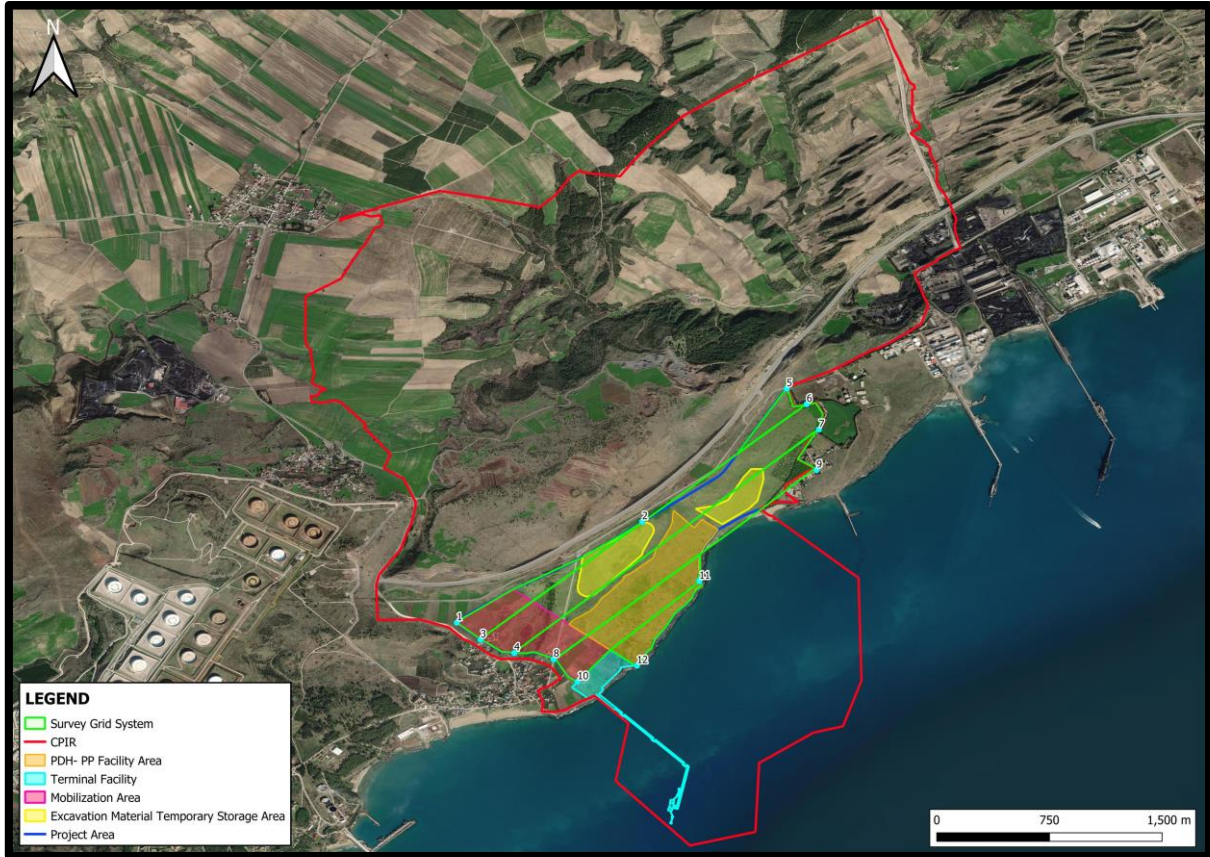 N
5
6
7
9
2
11
1
3
4
8
12
10
LEGEND
Survey Grid System
CPIR
PDH- PP Facility Area
Terminal Facility
Mobilization Area
Excavation Material Temporary Storage Area
Project Area
0 750 1,500 m